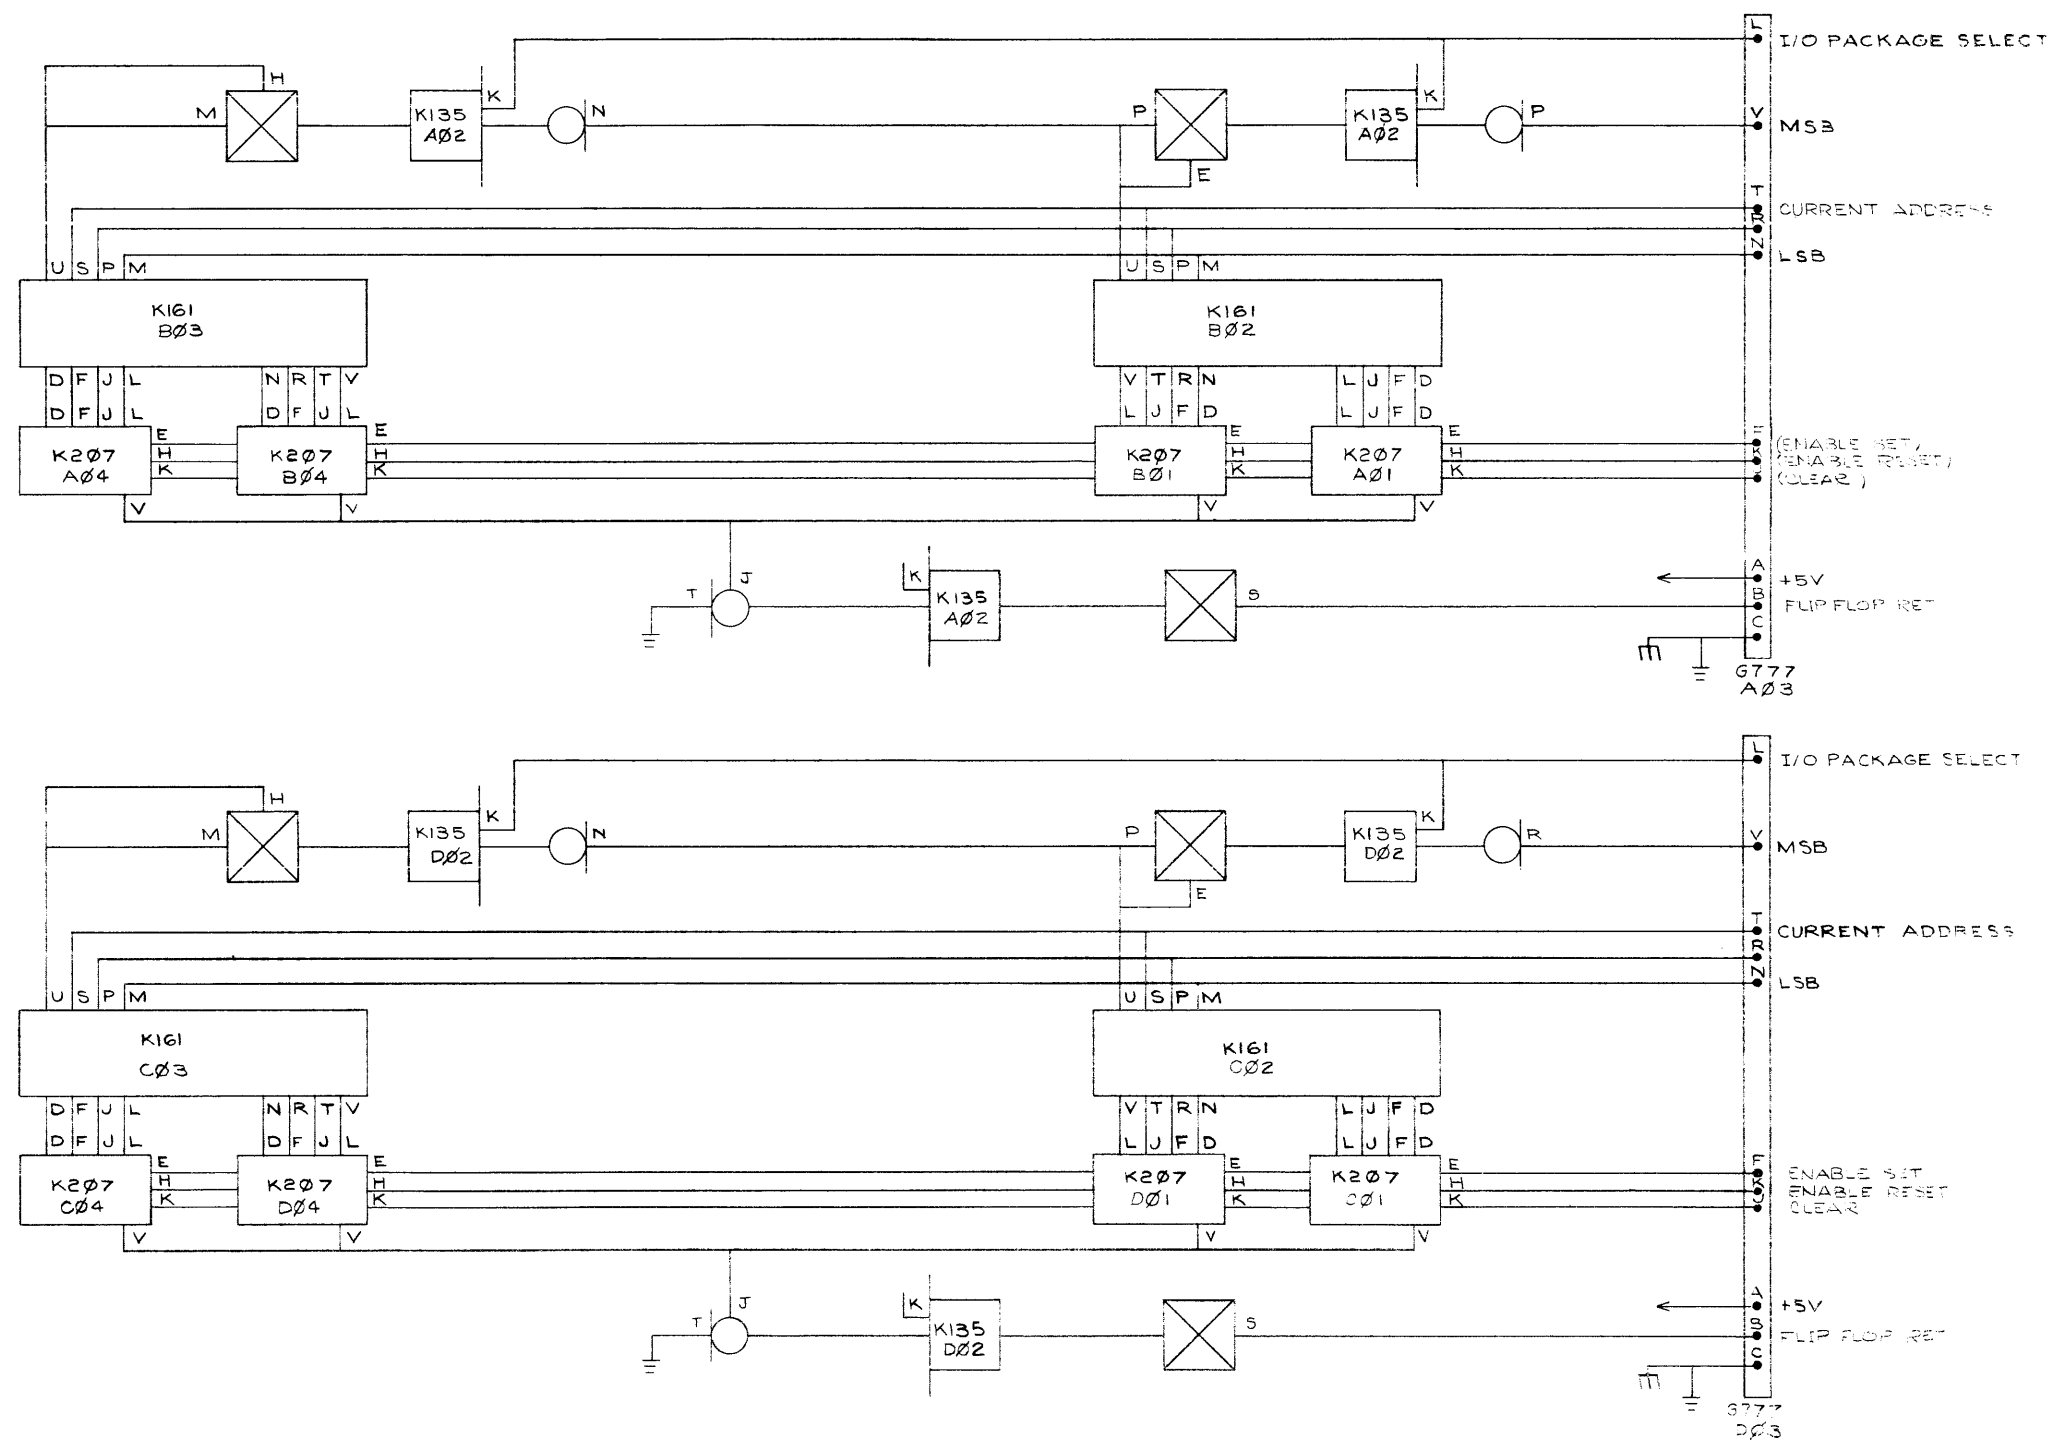 L
I/O PACKAGE SELECT
H
M
K135
AØ2
K
N
P
E
K135
AØ2
K
P
V
MSB
T
CURRENT ADDRESS
R
N
LSB
U S P M
U S P M
K161
BØ3
K161
BØ2
D F J L
N R T V
V T R N
L J F D
D F J L
D F J L
L J F D
L J F D
K2Ø7
AØ4
E
H
K
K2Ø7
BØ4
E
H
K
K2Ø7
BØ1
E
H
K
K2Ø7
AØ1
E
H
K
(ENABLE SET)
(ENABLE RESET)
(CLEAR)
V
V
V
V
T
J
K
K135
AØ2
S
A
+5V
B
FLIP FLOP RET
C
G777
AØ3
L
I/O PACKAGE SELECT
H
M
K135
DØ2
K
N
P
E
K135
DØ2
K
R
V
MSB
T
CURRENT ADDRESS
R
N
LSB
U S P M
U S P M
K161
CØ3
K161
CØ2
D F J L
N R T V
V T R N
L J F D
D F J L
D F J L
L J F D
L J F D
K2Ø7
CØ4
E
H
K
K2Ø7
DØ4
E
H
K
K2Ø7
DØ1
E
H
K
K2Ø7
CØ1
E
H
K
F
ENABLE SET
K
ENABLE RESET
J
CLEAR
V
V
V
V
T
J
K
K135
DØ2
S
A
+5V
B
FLIP FLOP RET
C
G777
DØ3